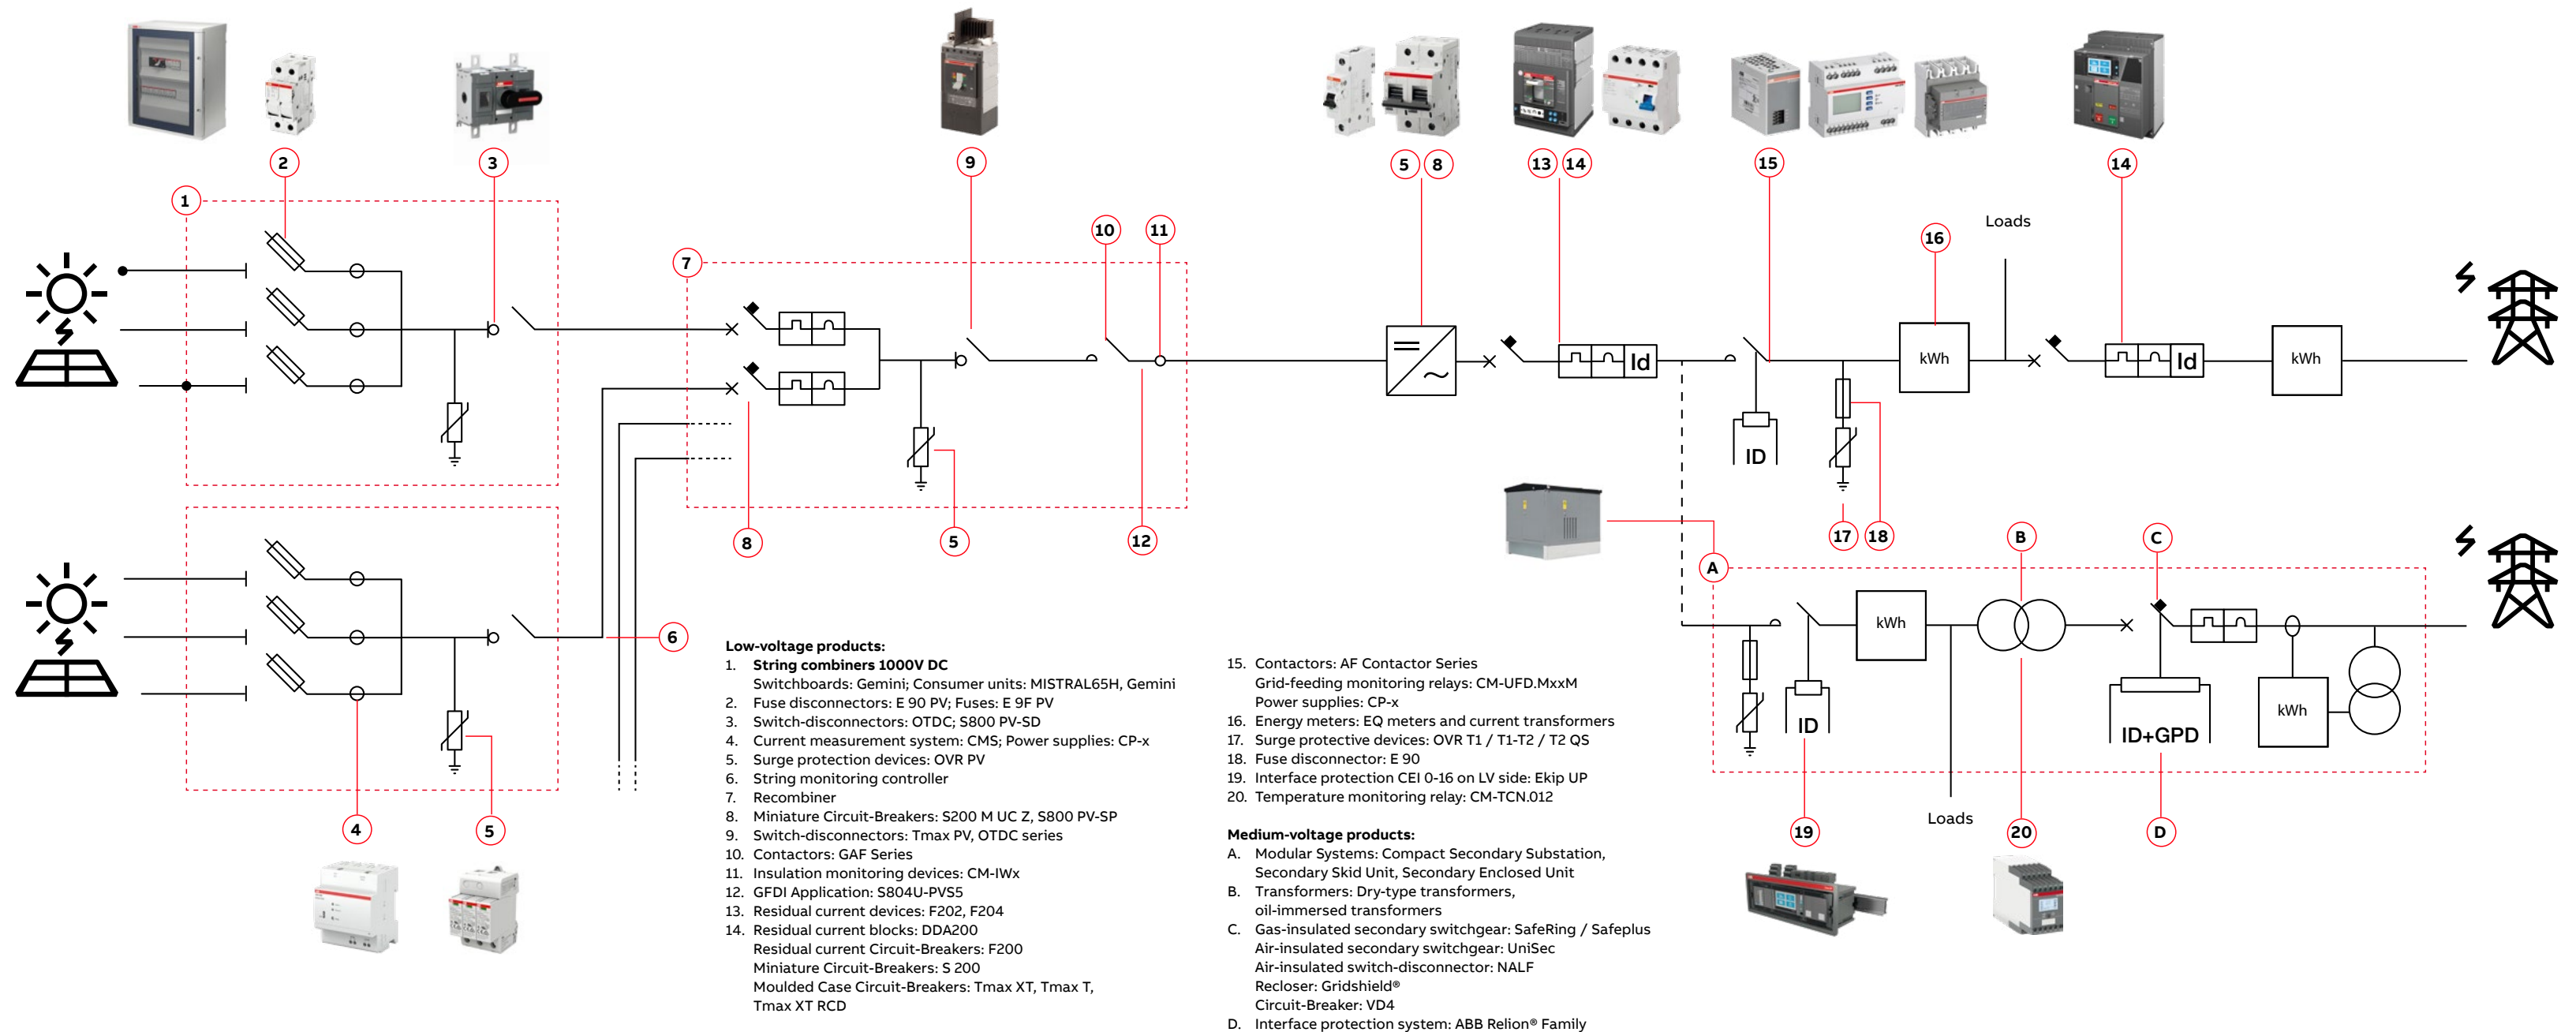 2
3
9
5
8
13
14
15
14
1
10
11
16
Loads
7
kWh
Id
kWh
Id
kWh
ID
8
5
12
17
18
B
C
A
6
kWh
ID
ID+GPD
kWh
Loads
4
5
19
20
D
Low-voltage products:
1. String combiners 1000V DC
Switchboards: Gemini; Consumer units: MISTRAL65H, Gemini
2. Fuse disconnectors: E 90 PV; Fuses: E 9F PV
3. Switch-disconnectors: OTDC; S800 PV-SD
4. Current measurement system: CMS; Power supplies: CP-x
5. Surge protection devices: OVR PV
6. String monitoring controller
7. Recombiner
8. Miniature Circuit-Breakers: S200 M UC Z, S800 PV-SP
9. Switch-disconnectors: Tmax PV, OTDC series
10. Contactors: GAF Series
11. Insulation monitoring devices: CM-IWx
12. GFDI Application: S804U-PVS5
13. Residual current devices: F202, F204
14. Residual current blocks: DDA200
Residual current Circuit-Breakers: F200
Miniature Circuit-Breakers: S 200
Moulded Case Circuit-Breakers: Tmax XT, Tmax T,
Tmax XT RCD
15. Contactors: AF Contactor Series
Grid-feeding monitoring relays: CM-UFD.MxxM
Power supplies: CP-x
16. Energy meters: EQ meters and current transformers
17. Surge protective devices: OVR T1 / T1-T2 / T2 QS
18. Fuse disconnector: E 90
19. Interface protection CEI 0-16 on LV side: Ekip UP
20. Temperature monitoring relay: CM-TCN.012
Medium-voltage products:
A. Modular Systems: Compact Secondary Substation,
Secondary Skid Unit, Secondary Enclosed Unit
B. Transformers: Dry-type transformers,
oil-immersed transformers
C. Gas-insulated secondary switchgear: SafeRing / Safeplus
Air-insulated secondary switchgear: UniSec
Air-insulated switch-disconnector: NALF
Recloser: Gridshield®
Circuit-Breaker: VD4
D. Interface protection system: ABB Relion® Family